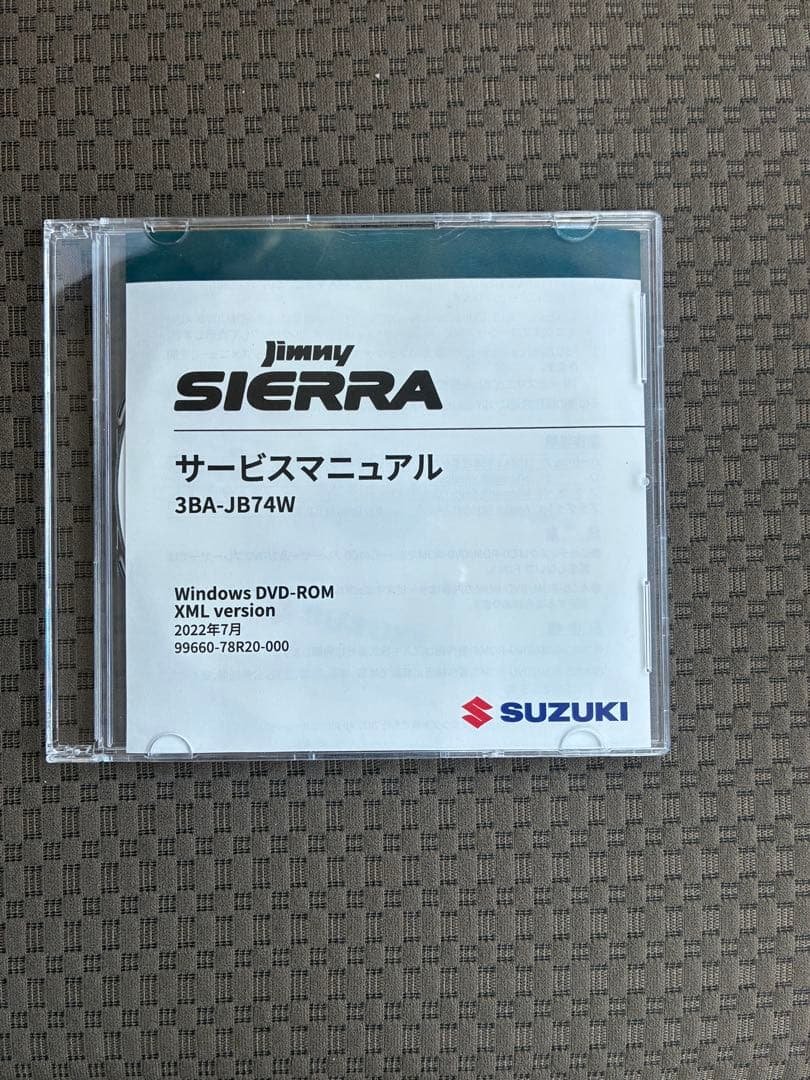 Jimny
SIERRA
サービスマニュアル
3BA-JB74W
Windows DVD-ROM
XML version
2022年7月
99660-78R20-000
SUZUKI